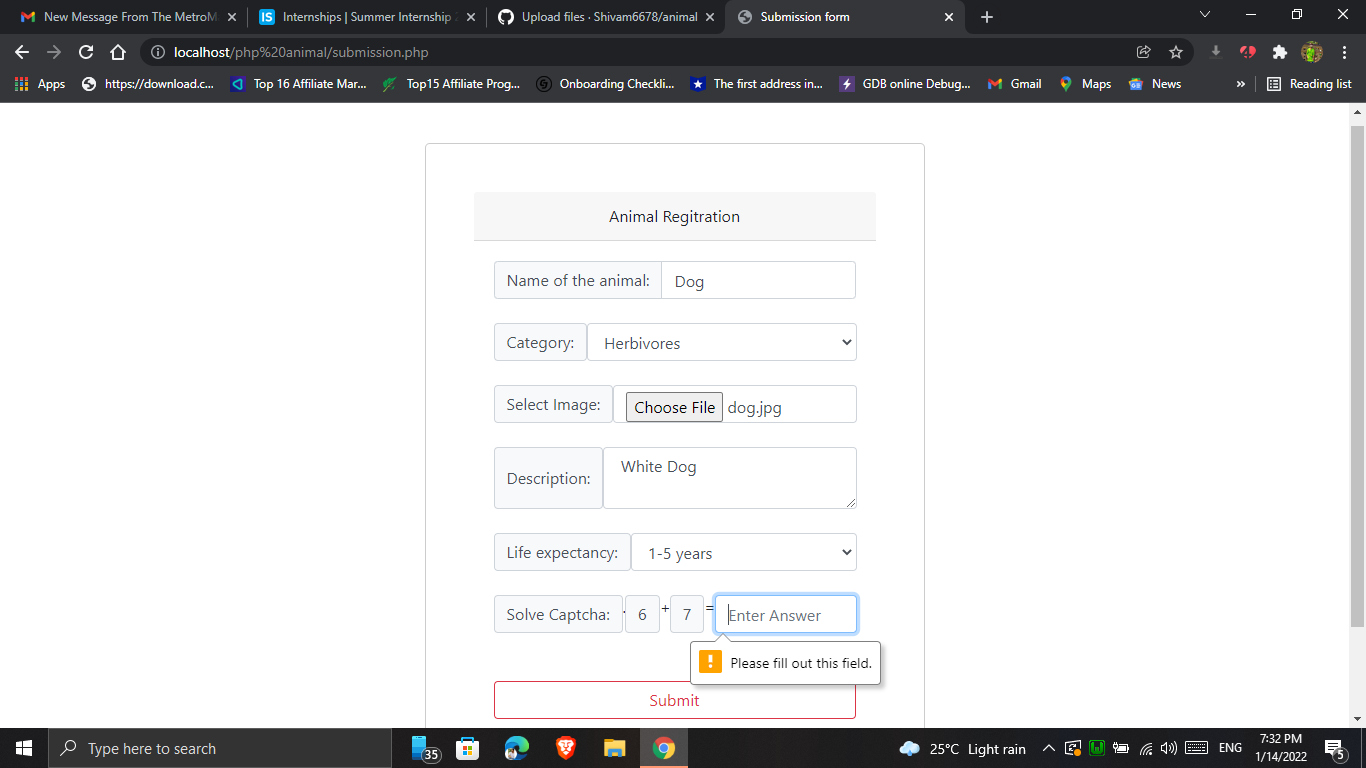 New Message From The MetroM
Internships | Summer Internship 2
Upload files · Shivam6678/animal
Submission form
localhost/php%20animal/submission.php
Apps
https://download.c...
Top 16 Affiliate Mar...
Top15 Affiliate Prog...
Onboarding Checkli...
The first address in...
GDB online Debug...
Gmail
Maps
News
»
Reading list
Animal Regitration
Name of the animal: Dog
Category: Herbivores
Select Image: Choose File dog.jpg
Description: White Dog
Life expectancy: 1-5 years
Solve Captcha: 6 + 7 = Enter Answer
Please fill out this field.
Submit
Type here to search
35
25°C Light rain
ENG
7:32 PM
1/14/2022
5